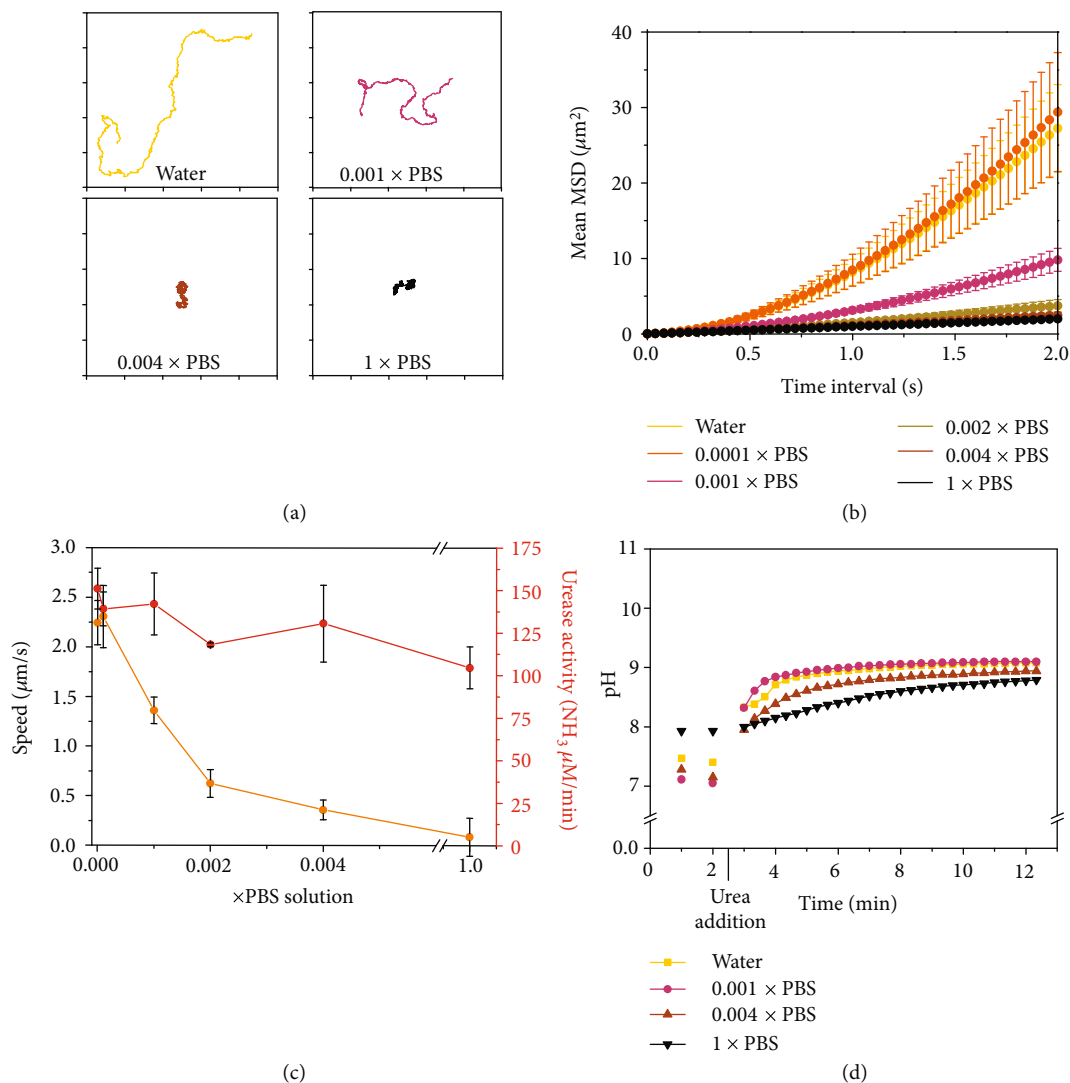 Water
0.001 × PBS
0.004 × PBS
1 × PBS
(a)
40
30
20
10
0
Mean MSD (μm²)
0.0
0.5
1.0
1.5
2.0
Time interval (s)
Water
0.0001 × PBS
0.001 × PBS
0.002 × PBS
0.004 × PBS
1 × PBS
(b)
3.0
2.5
2.0
1.5
1.0
0.5
0.0
Speed (μm/s)
175
150
125
100
75
50
25
0
Urease activity (NH₃ μM/min)
0.000
0.002
0.004
1.0
×PBS solution
(c)
11
10
9
8
7
0.0
pH
0
2
4
6
8
10
12
Urea
addition
Time (min)
Water
0.001 × PBS
0.004 × PBS
1 × PBS
(d)